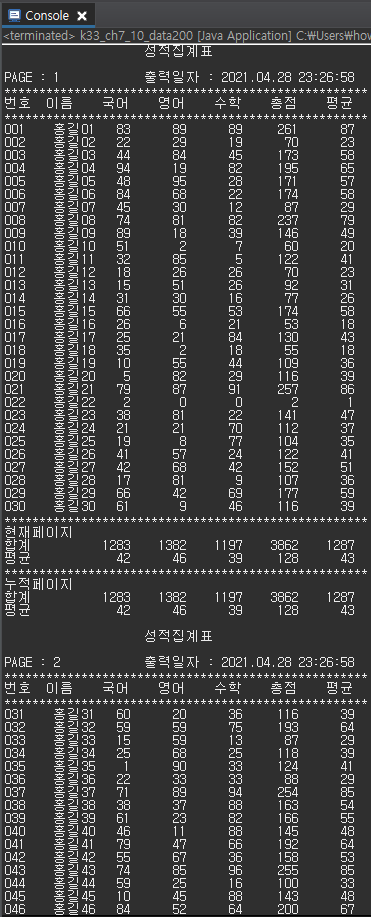 Console
<terminated> k33_ch7_10_data200 [Java Application] C:₩Users₩how
성적집계표
PAGE : 1 출력일자 : 2021.04.28 23:26:58
****************************************************
번호 이름 국어 영어 수학 총점 평균
****************************************************
001 홍길01 83 89 89 261 87
002 홍길02 22 29 19 70 23
003 홍길03 44 84 45 173 58
004 홍길04 94 19 82 195 65
005 홍길05 48 95 28 171 57
006 홍길06 84 68 22 174 58
007 홍길07 45 30 12 87 29
008 홍길08 74 81 82 237 79
009 홍길09 89 18 39 146 49
010 홍길10 51 2 7 60 20
011 홍길11 32 85 5 122 41
012 홍길12 18 26 26 70 23
013 홍길13 15 51 26 92 31
014 홍길14 31 30 16 77 26
015 홍길15 66 55 53 174 58
016 홍길16 26 6 21 53 18
017 홍길17 25 21 84 130 43
018 홍길18 35 2 18 55 18
019 홍길19 10 55 44 109 36
020 홍길20 5 82 29 116 39
021 홍길21 79 87 91 257 86
022 홍길22 2 0 0 2 1
023 홍길23 38 81 22 141 47
024 홍길24 21 21 70 112 37
025 홍길25 19 8 77 104 35
026 홍길26 41 57 24 122 41
027 홍길27 42 68 42 152 51
028 홍길28 17 81 9 107 36
029 홍길29 66 42 69 177 59
030 홍길30 61 9 46 116 39
****************************************************
현재페이지
합계 1283 1382 1197 3862 1287
평균 42 46 39 128 43
****************************************************
누적페이지
합계 1283 1382 1197 3862 1287
평균 42 46 39 128 43
성적집계표
PAGE : 2 출력일자 : 2021.04.28 23:26:58
****************************************************
번호 이름 국어 영어 수학 총점 평균
****************************************************
031 홍길31 60 20 36 116 39
032 홍길32 59 59 75 193 64
033 홍길33 15 59 13 87 29
034 홍길34 25 68 25 118 39
035 홍길35 1 90 33 124 41
036 홍길36 22 33 33 88 29
037 홍길37 71 89 94 254 85
038 홍길38 38 37 88 163 54
039 홍길39 61 23 82 166 55
040 홍길40 46 11 88 145 48
041 홍길41 79 47 66 192 64
042 홍길42 55 67 36 158 53
043 홍길43 74 85 96 255 85
044 홍길44 59 25 16 100 33
045 홍길45 10 45 88 143 48
046 홍길46 84 52 64 200 67